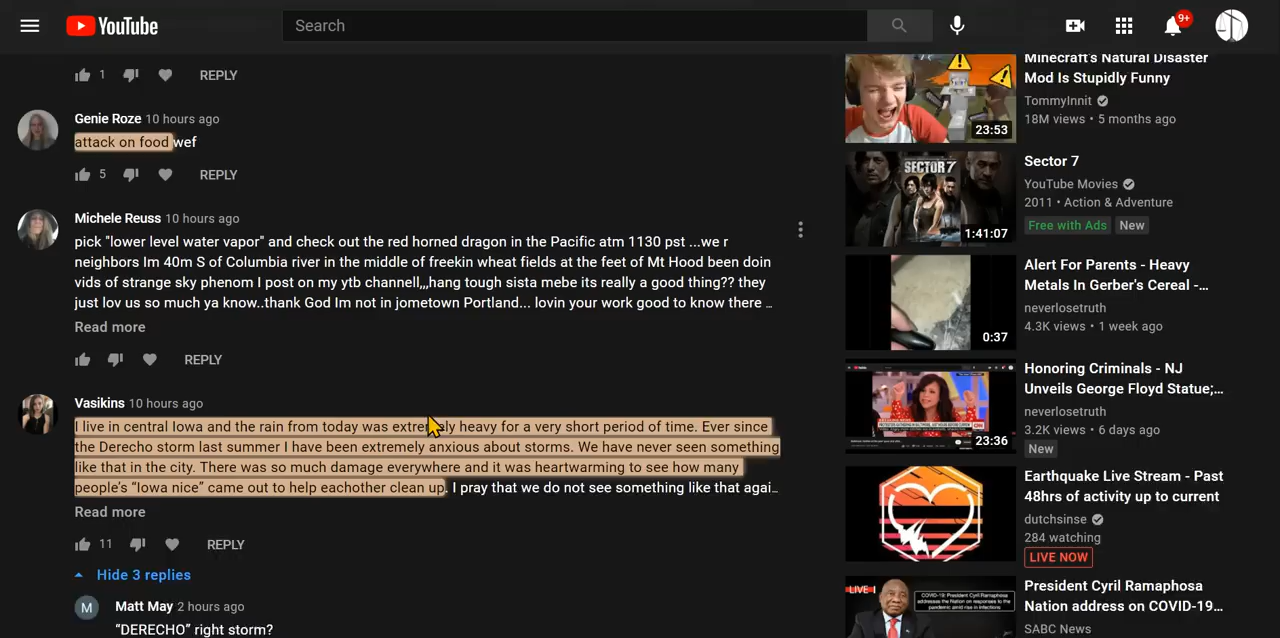 YouTube
Search
9+
1
REPLY
Genie Roze 10 hours ago
attack on food wef
5
REPLY
Michele Reuss 10 hours ago
pick "lower level water vapor" and check out the red horned dragon in the Pacific atm 1130 pst ...we r
neighbors Im 40m S of Columbia river in the middle of freekin wheat fields at the feet of Mt Hood been doin
vids of strange sky phenom I post on my ytb channel,,,hang tough sista mebe its really a good thing?? they
just lov us so much ya know..thank God Im not in jometown Portland... lovin your work good to know there …
Read more
REPLY
Vasikins 10 hours ago
I live in central Iowa and the rain from today was extremely heavy for a very short period of time. Ever since
the Derecho storm last summer I have been extremely anxious about storms. We have never seen something
like that in the city. There was so much damage everywhere and it was heartwarming to see how many
people's “Iowa nice” came out to help eachother clean up. I pray that we do not see something like that agai…
Read more
11
REPLY
Hide 3 replies
M
Matt May 2 hours ago
“DERECHO” right storm?
Minecraft's Natural Disaster
Mod Is Stupidly Funny
TommyInnit
18M views • 5 months ago
23:53
SECTOR 7
1:41:07
Sector 7
YouTube Movies
2011 • Action & Adventure
Free with Ads
New
0:37
Alert For Parents - Heavy
Metals In Gerber's Cereal -...
neverlosetruth
4.3K views • 1 week ago
23:36
Honoring Criminals - NJ
Unveils George Floyd Statue;...
neverlosetruth
3.2K views • 6 days ago
New
Earthquake Live Stream - Past
48hrs of activity up to current
dutchsinse
284 watching
LIVE NOW
LIVE
President Cyril Ramaphosa
Nation address on COVID-19...
SABC News